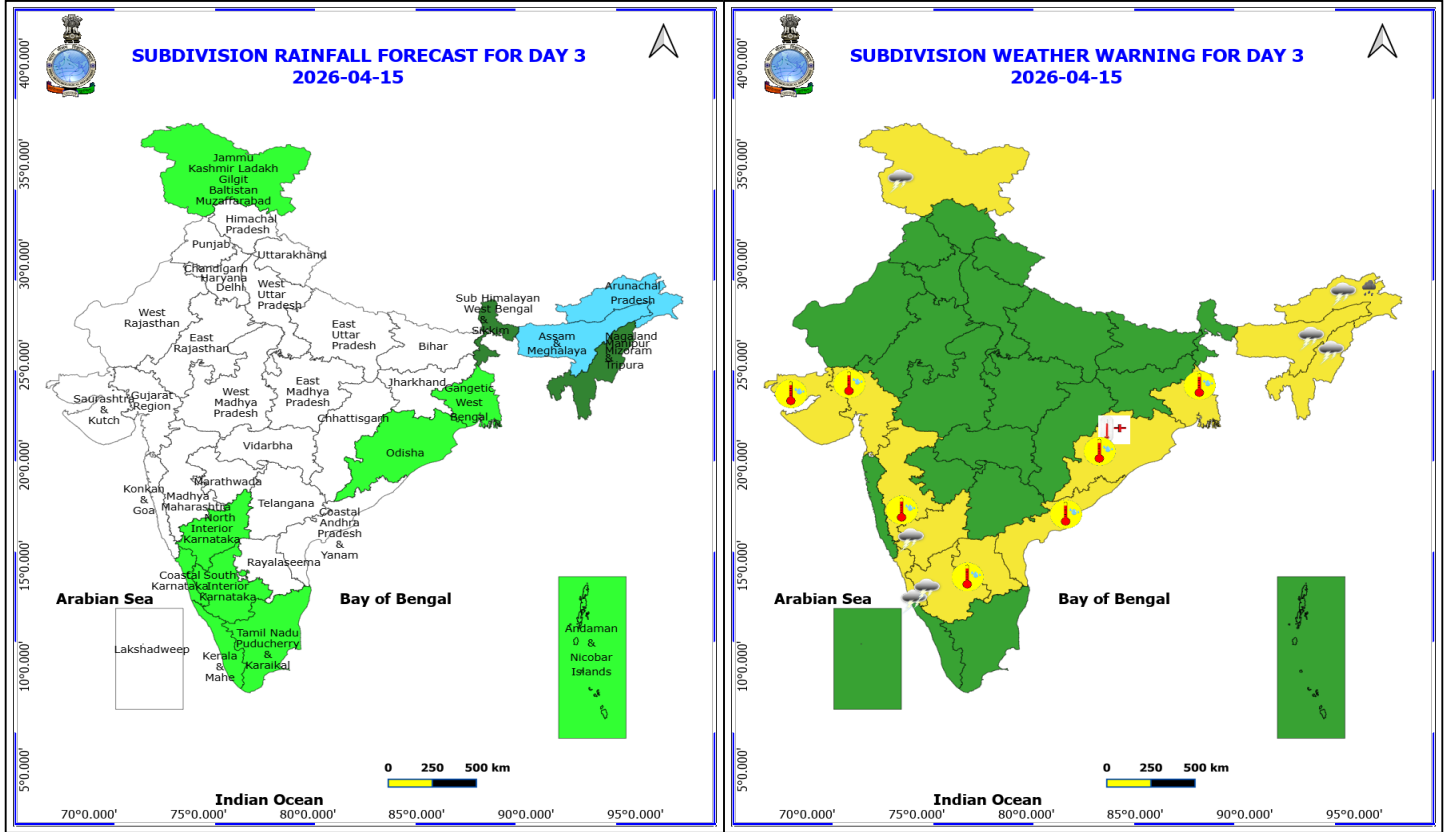 SUBDIVISION RAINFALL FORECAST FOR DAY 3
2026-04-15
40°0.000'
35°0.000'
30°0.000'
25°0.000'
20°0.000'
15°0.000'
10°0.000'
5°0.000'
Jammu
Kashmir Ladakh
Gilgit
Baltistan
Muzaffarabad
Himachal
Pradesh
Punjab
Uttarakhand
Chandigarh
Haryana
Delhi
West
Uttar
Pradesh
Arunachal
Pradesh
Sub Himalayan
West Bengal
&
Sikkim
West
Rajasthan
East
Rajasthan
East
Uttar
Pradesh
Bihar
Assam
&
Meghalaya
Nagaland
Manipur
Mizoram
&
Tripura
Saurashtra
&
Kutch
Gujarat
Region
West
Madhya
Pradesh
East
Madhya
Pradesh
Jharkhand
Gangetic
West
Bengal
Chhattisgarh
Vidarbha
Odisha
Konkan
&
Goa
Madhya
Maharashtra
Marathwada
Telangana
North
Interior
Karnataka
Coastal
Andhra
Pradesh
&
Yanam
Rayalaseema
Coastal
Karnataka
South
Interior
Karnataka
Arabian Sea
Bay of Bengal
Lakshadweep
Kerala
&
Mahe
Tamil Nadu
Puducherry
&
Karaikal
Andaman
&
Nicobar
Islands
0 250 500 km
Indian Ocean
70°0.000' 75°0.000' 80°0.000' 85°0.000' 90°0.000' 95°0.000'
SUBDIVISION WEATHER WARNING FOR DAY 3
2026-04-15
40°0.000'
35°0.000'
30°0.000'
25°0.000'
20°0.000'
15°0.000'
10°0.000'
5°0.000'
Arabian Sea
Bay of Bengal
0 250 500 km
Indian Ocean
70°0.000' 75°0.000' 80°0.000' 85°0.000' 90°0.000' 95°0.000'